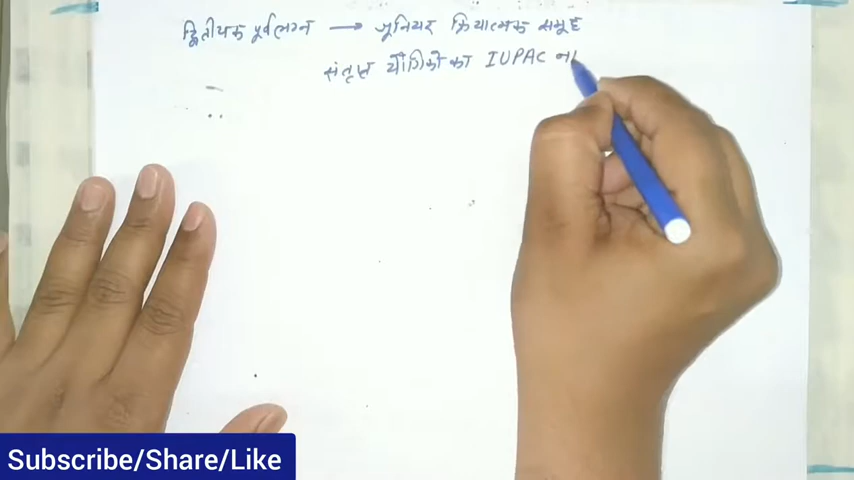 द्वितीयक पूर्वलग्न → जूनियर क्रियात्मक समूह
संतृप्त यौगिकों का IUPAC ना
Subscribe/Share/Like